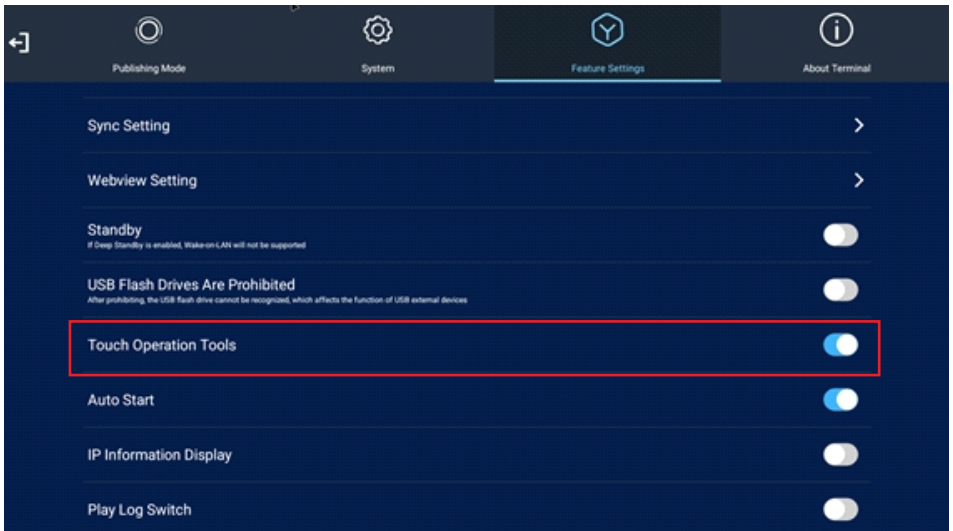 Publishing Mode
System
Feature Settings
About Terminal
Sync Setting
Webview Setting
Standby
If Deep Standby is enabled, Wake-on-LAN will not be supported
USB Flash Drives Are Prohibited
After prohibiting, the USB flash drive cannot be recognized, which affects the function of USB external devices
Touch Operation Tools
Auto Start
IP Information Display
Play Log Switch